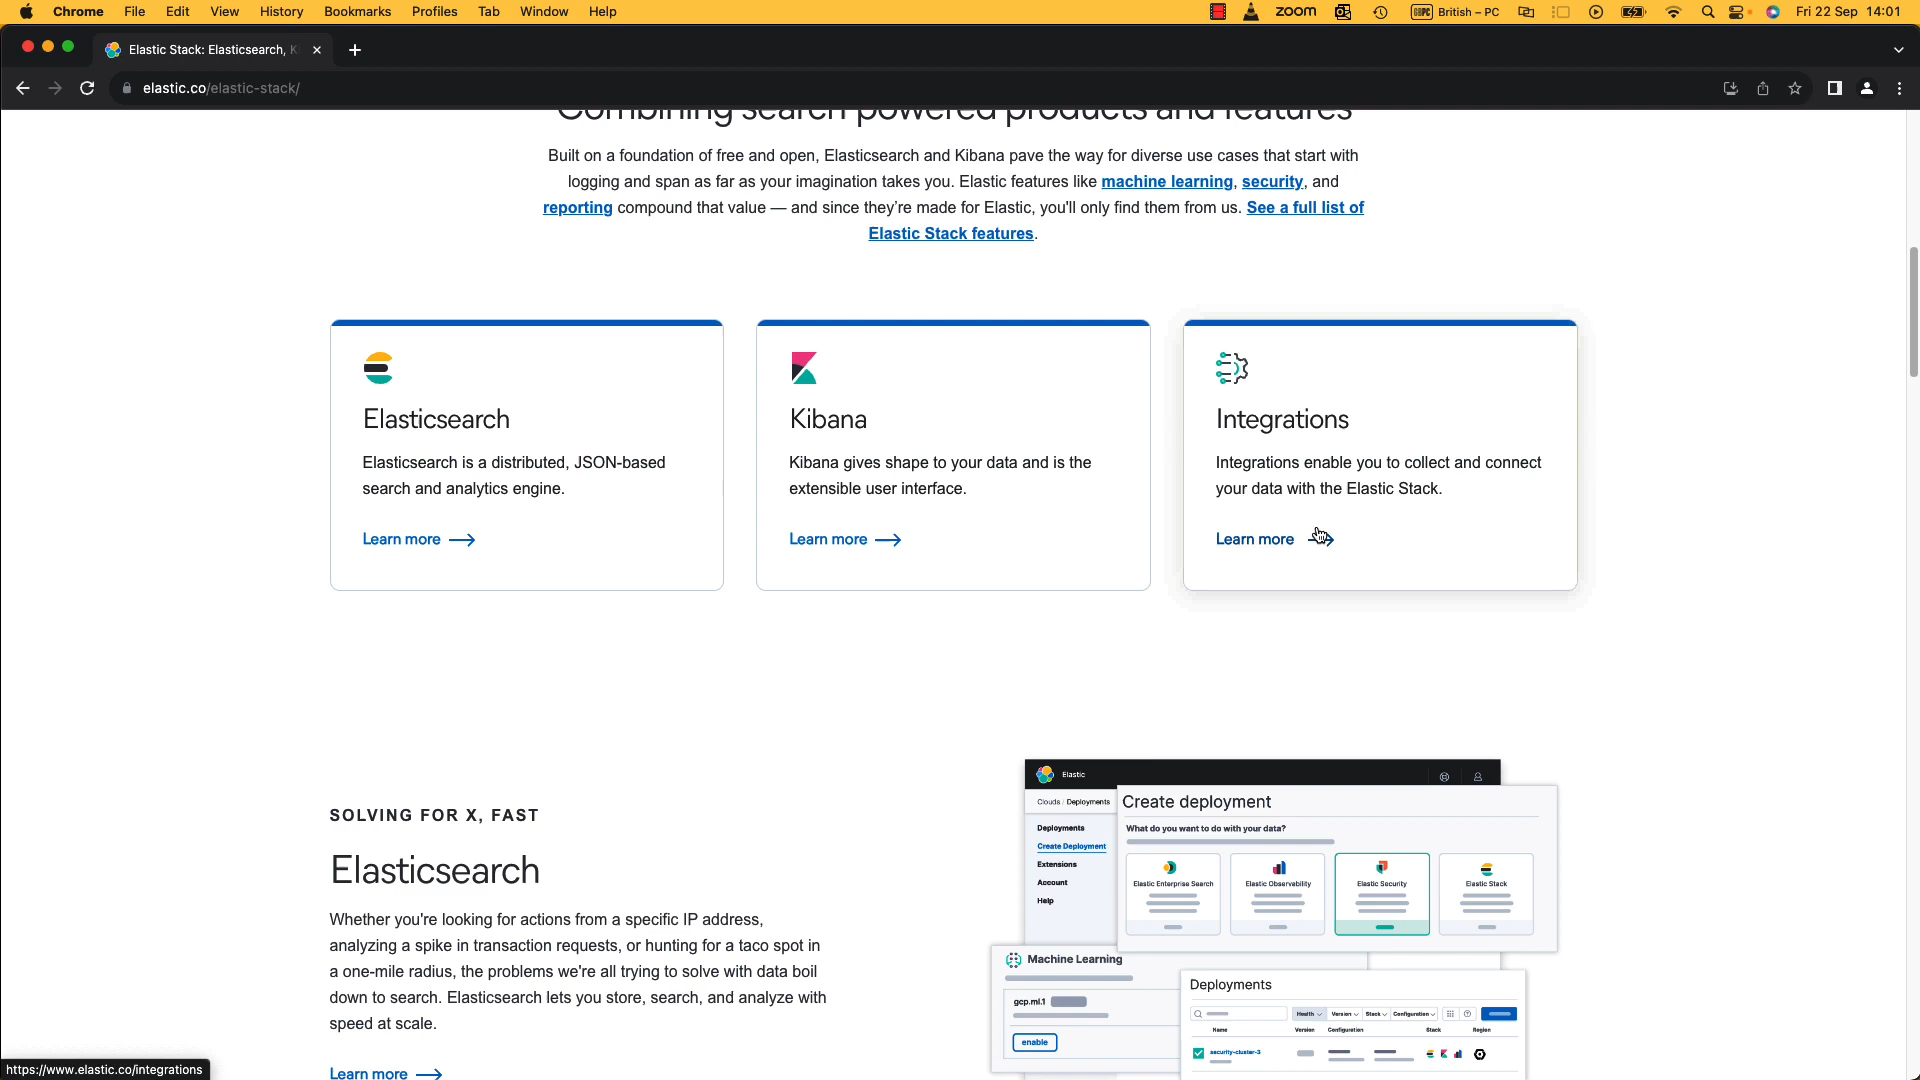 Chrome File Edit View History Bookmarks Profiles Tab Window Help zoom British – PC Fri 22 Sep 14:01
Elastic Stack: Elasticsearch, K
elastic.co/elastic-stack/
Combining search powered products and features
Built on a foundation of free and open, Elasticsearch and Kibana pave the way for diverse use cases that start with
logging and span as far as your imagination takes you. Elastic features like machine learning, security, and
reporting compound that value — and since they're made for Elastic, you'll only find them from us. See a full list of
Elastic Stack features.
Elasticsearch
Elasticsearch is a distributed, JSON-based
search and analytics engine.
Learn more
Kibana
Kibana gives shape to your data and is the
extensible user interface.
Learn more
Integrations
Integrations enable you to collect and connect
your data with the Elastic Stack.
Learn more
SOLVING FOR X, FAST
Elasticsearch
Whether you're looking for actions from a specific IP address,
analyzing a spike in transaction requests, or hunting for a taco spot in
a one-mile radius, the problems we're all trying to solve with data boil
down to search. Elasticsearch lets you store, search, and analyze with
speed at scale.
Learn more
Elastic
Clouds / Deployments
Deployments
Create Deployment
Extensions
Account
Help
Create deployment
What do you want to do with your data?
Elastic Enterprise Search
Elastic Observability
Elastic Security
Elastic Stack
Machine Learning
gcp.ml.1
enable
Deployments
Health Version Stack Configuration
Name Version Configuration Stack Region
security-cluster-3
https://www.elastic.co/integrations